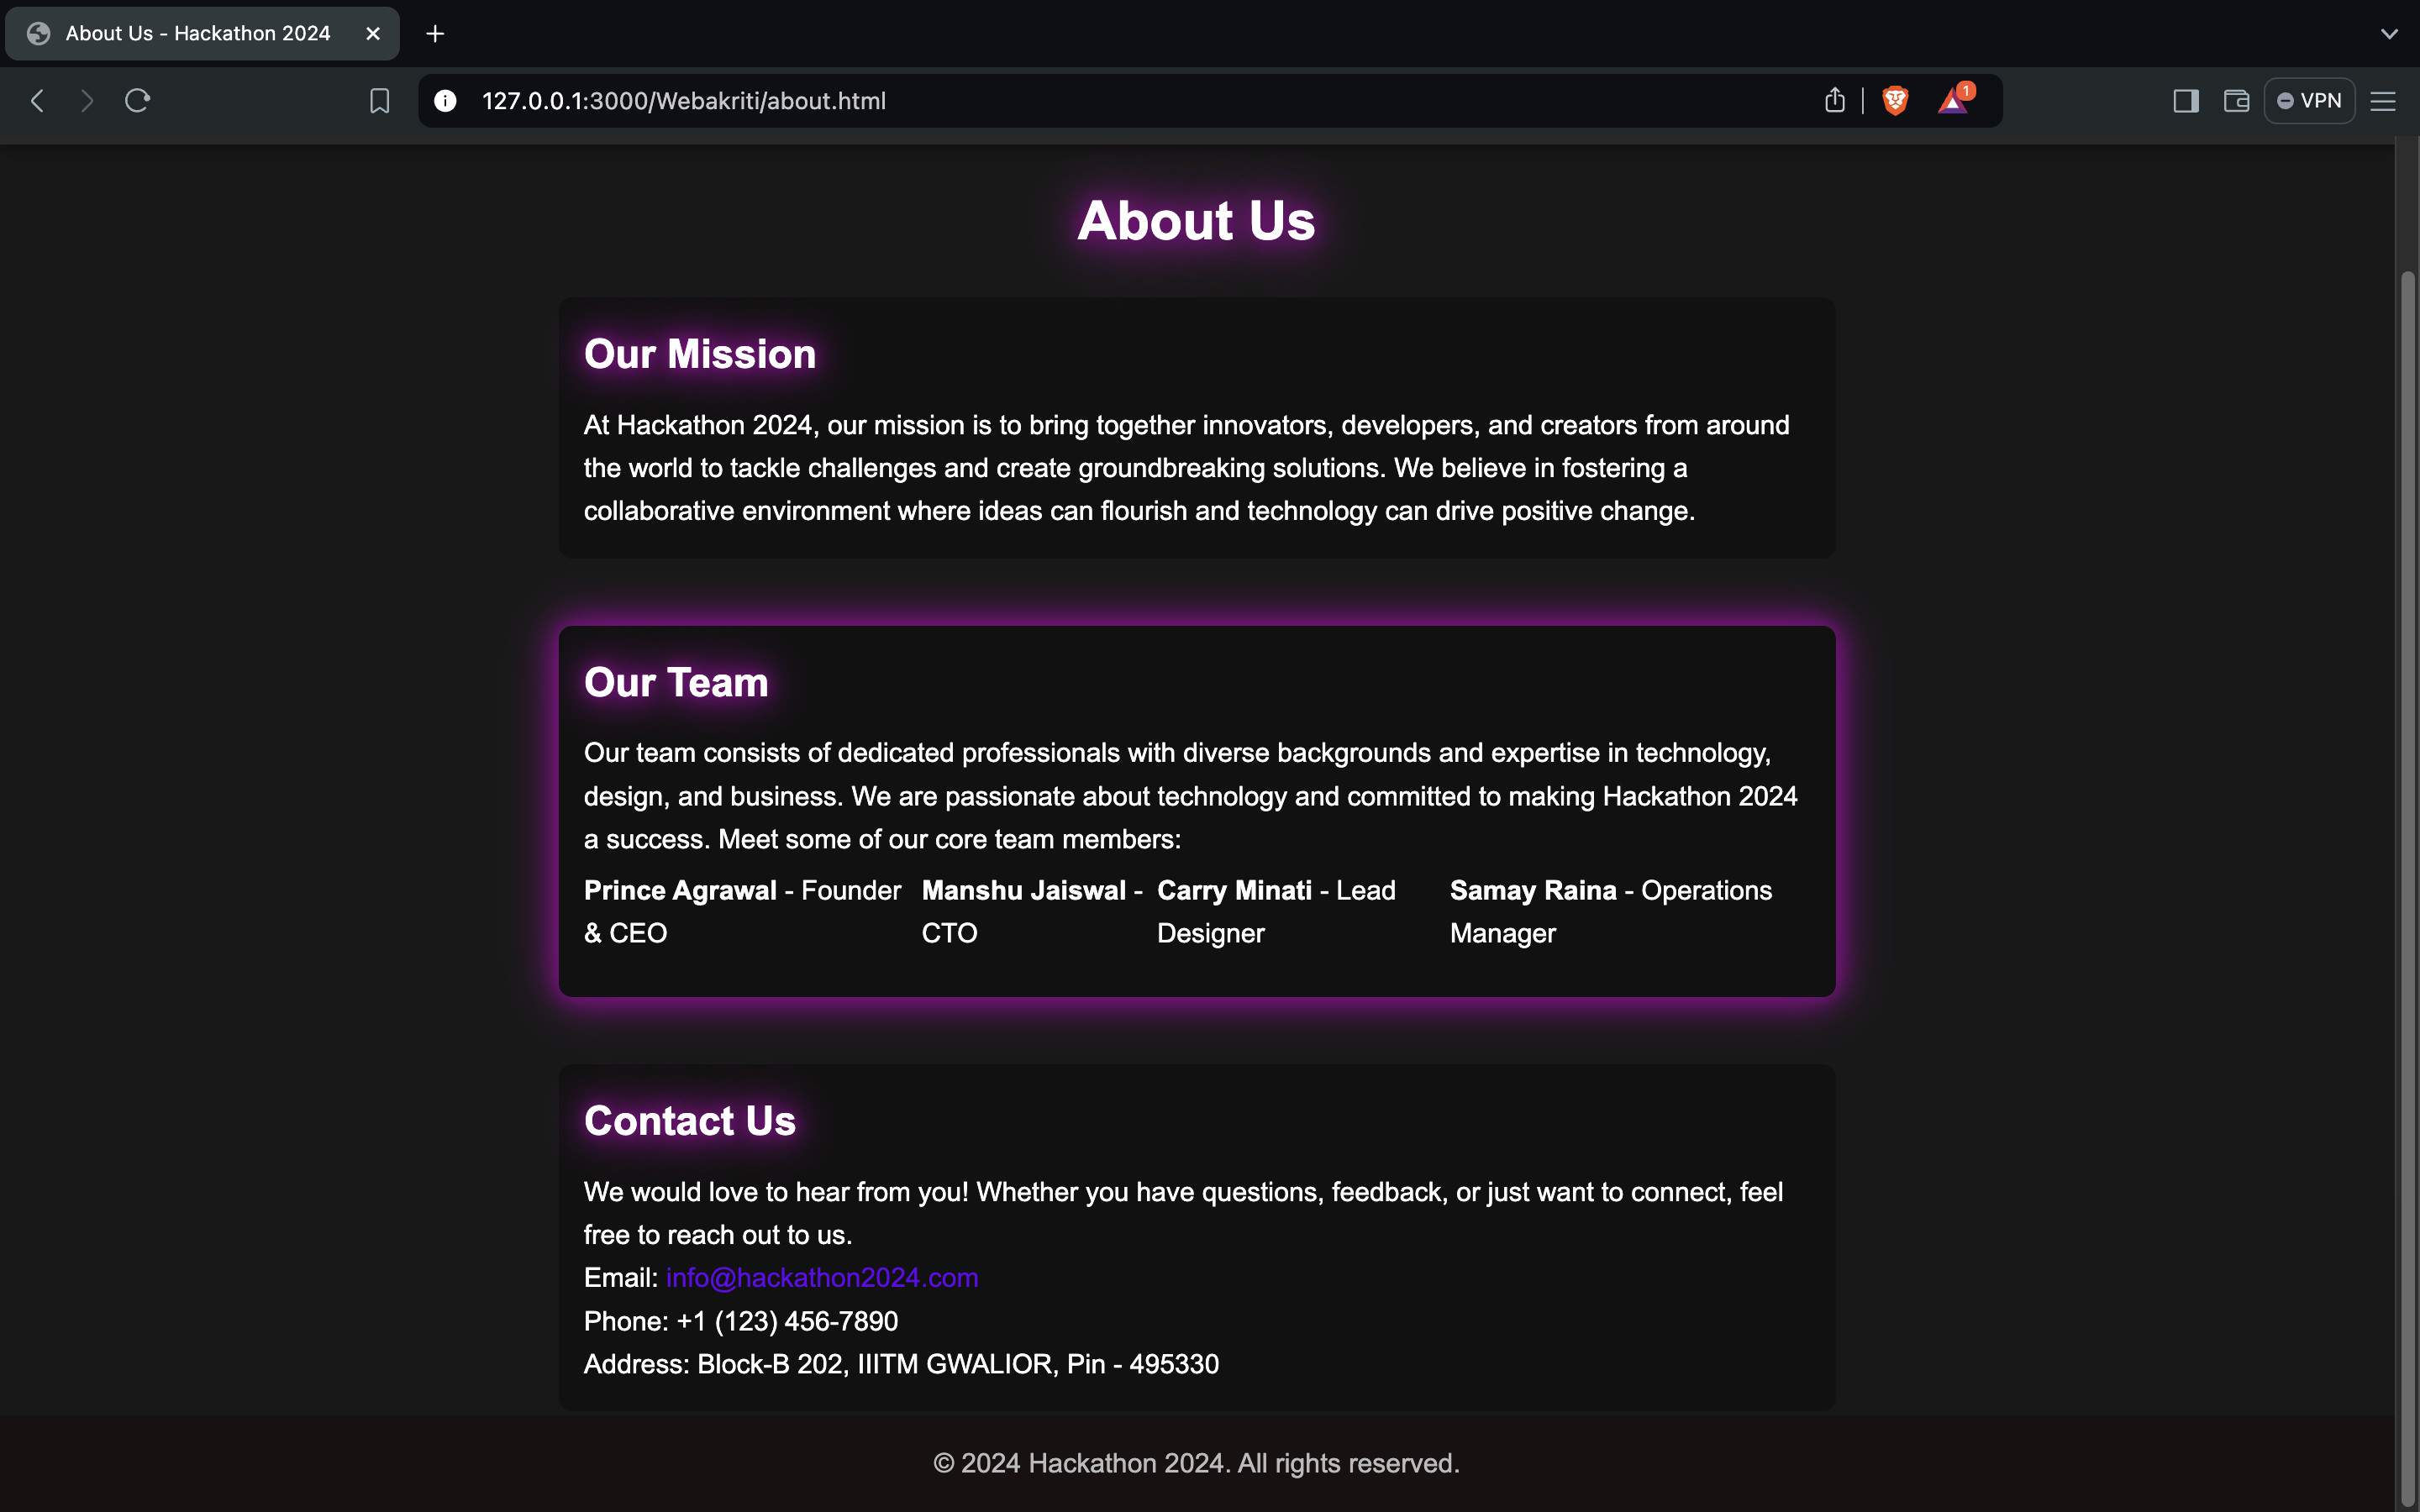 About Us - Hackathon 2024
127.0.0.1:3000/Webakriti/about.html
1
VPN
About Us
Our Mission
At Hackathon 2024, our mission is to bring together innovators, developers, and creators from around
the world to tackle challenges and create groundbreaking solutions. We believe in fostering a
collaborative environment where ideas can flourish and technology can drive positive change.
Our Team
Our team consists of dedicated professionals with diverse backgrounds and expertise in technology,
design, and business. We are passionate about technology and committed to making Hackathon 2024
a success. Meet some of our core team members:
Prince Agrawal - Founder
& CEO
Manshu Jaiswal -
CTO
Carry Minati - Lead
Designer
Samay Raina - Operations
Manager
Contact Us
We would love to hear from you! Whether you have questions, feedback, or just want to connect, feel
free to reach out to us.
Email: info@hackathon2024.com
Phone: +1 (123) 456-7890
Address: Block-B 202, IIITM GWALIOR, Pin - 495330
© 2024 Hackathon 2024. All rights reserved.